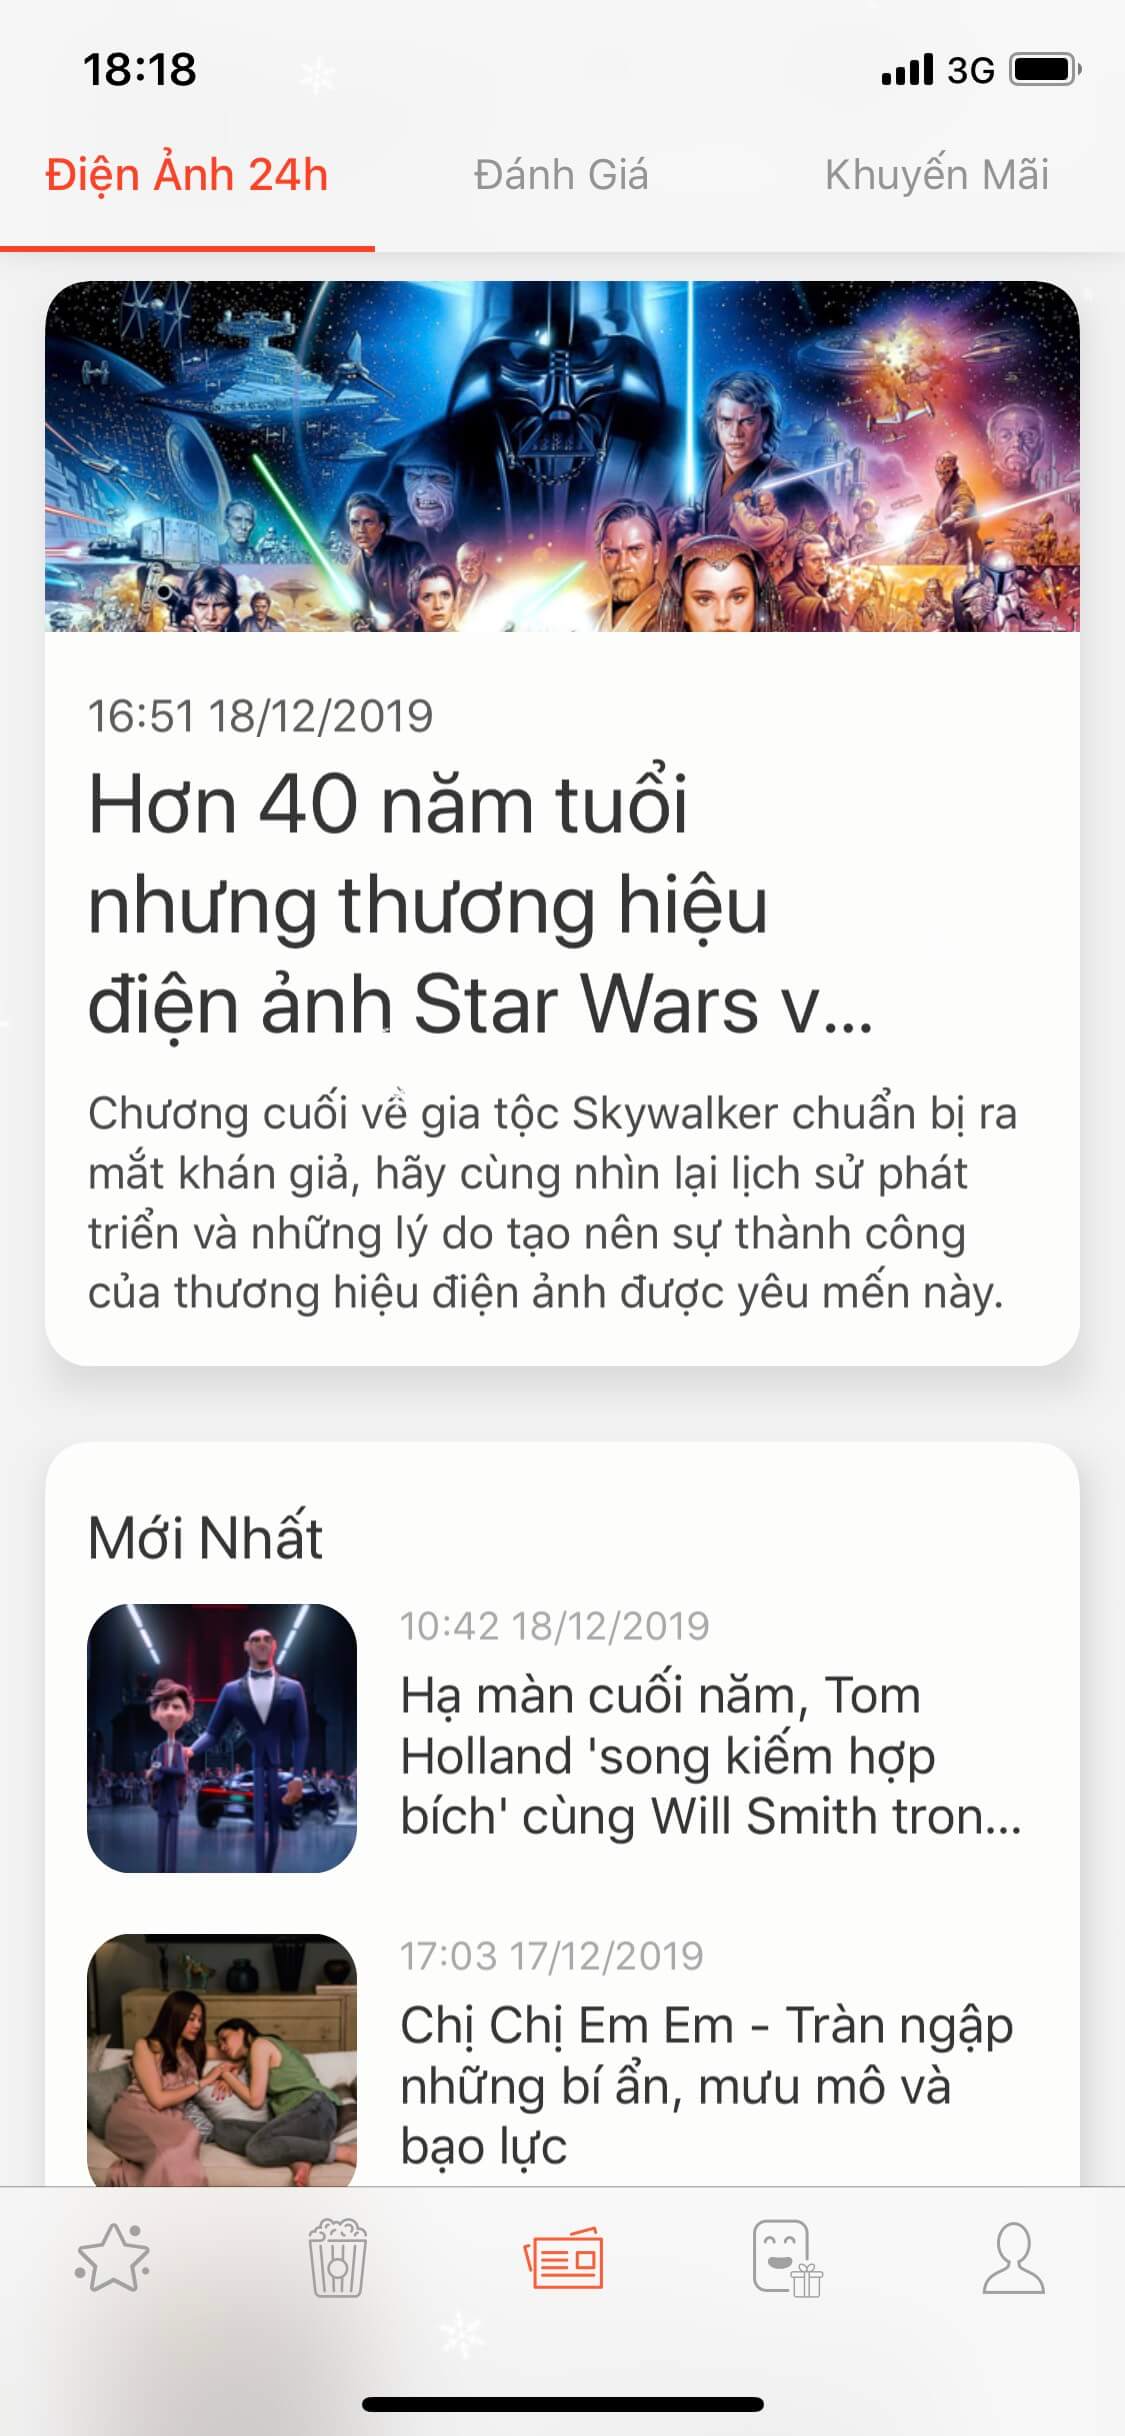 18:18
3G
Điện Ảnh 24h
Đánh Giá
Khuyến Mãi
16:51 18/12/2019
Hơn 40 năm tuổi
nhưng thương hiệu
điện ảnh Star Wars v...
Chương cuối về gia tộc Skywalker chuẩn bị ra
mắt khán giả, hãy cùng nhìn lại lịch sử phát
triển và những lý do tạo nên sự thành công
của thương hiệu điện ảnh được yêu mến này.
Mới Nhất
10:42 18/12/2019
Hạ màn cuối năm, Tom
Holland 'song kiếm hợp
bích' cùng Will Smith tron...
17:03 17/12/2019
Chị Chị Em Em - Tràn ngập
những bí ẩn, mưu mô và
bạo lực